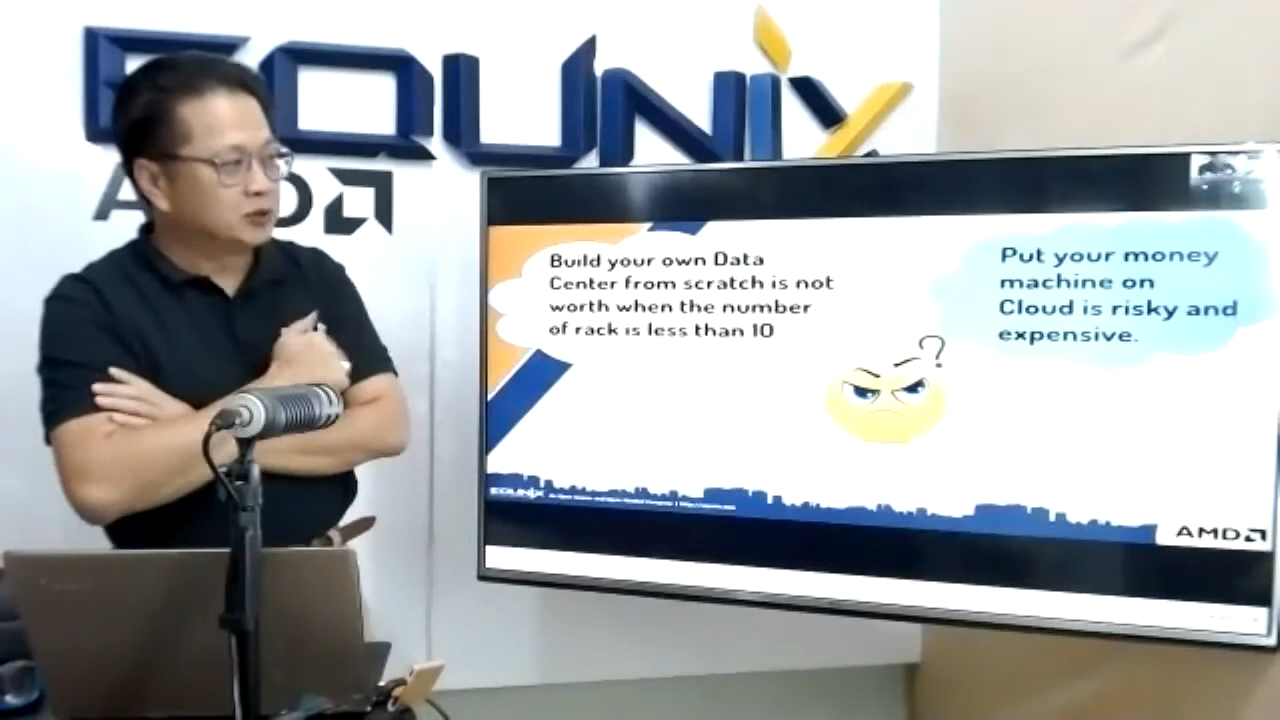 EQUNIX
AMD
Build your own Data
Center from scratch is not
worth when the number
of rack is less than 10
Put your money
machine on
Cloud is risky and
expensive.
?
EQUNIX
AMD